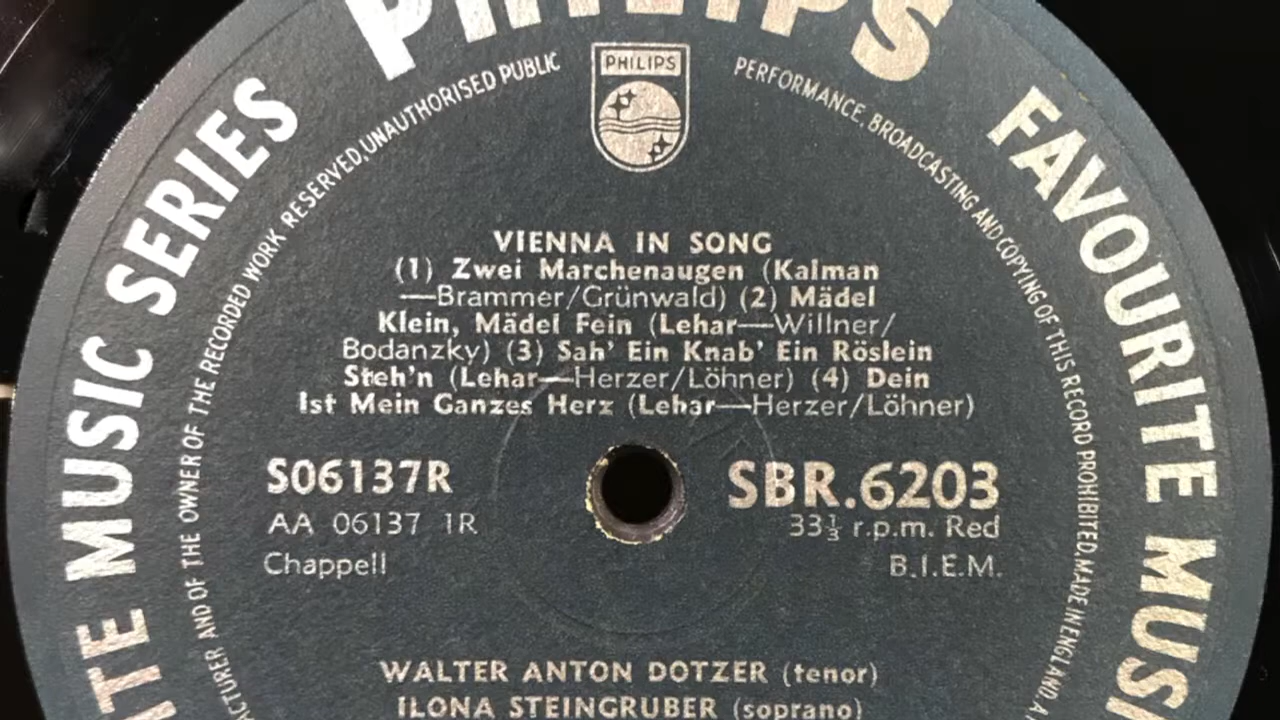 PHILIPS
FAVOURITE MUSIC SERIES
RESERVED.UNAUTHORISED PUBLIC PERFORMANCE, BROADCASTING AND COPYING OF THIS RECORD PROHIBITED.MADE IN ENGLAND.
AND OF THE OWNER OF THE RECORDED WORK
PHILIPS
VIENNA IN SONG
(1) Zwei Marchenaugen (Kalman
—Brammer/Grünwald) (2) Mädel
Klein, Mädel Fein (Lehar—Willner/
Bodanzky) (3) Sah' Ein Knab' Ein Röslein
Steh'n (Lehar—Herzer/Löhner) (4) Dein
Ist Mein Ganzes Herz (Lehar—Herzer/Löhner)
S06137R
SBR.6203
AA 06137 1R
33⅓ r.p.m. Red
Chappell
B.I.E.M.
WALTER ANTON DOTZER (tenor)
ILONA STEINGRUBER (soprano)